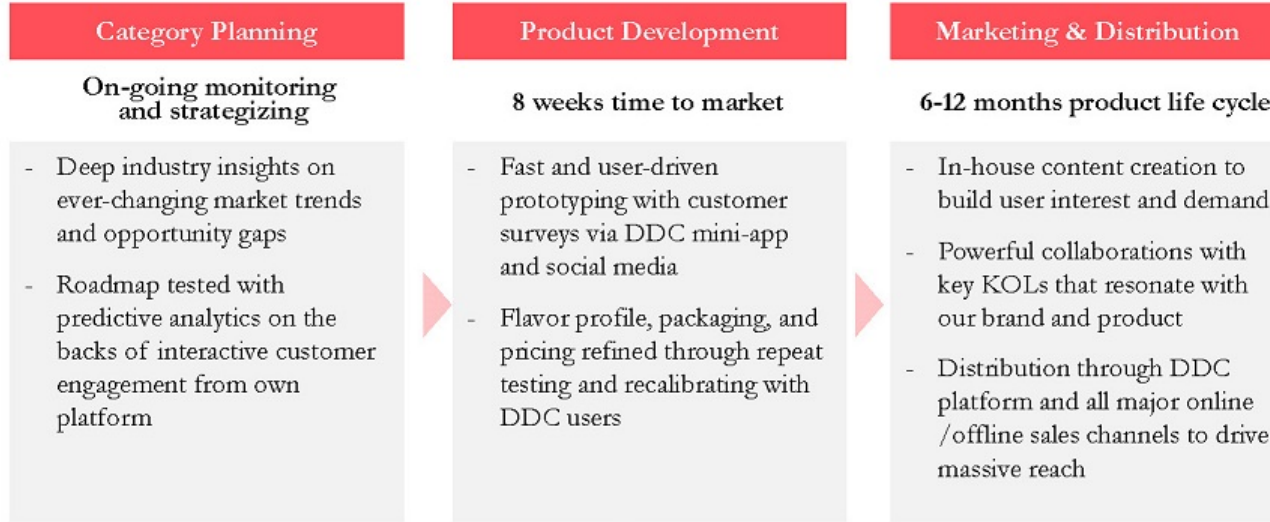 Category Planning
On-going monitoring
and strategizing
- Deep industry insights on
ever-changing market trends
and opportunity gaps
- Roadmap tested with
predictive analytics on the
backs of interactive customer
engagement from own
platform
Product Development
8 weeks time to market
- Fast and user-driven
prototyping with customer
surveys via DDC mini-app
and social media
- Flavor profile, packaging, and
pricing refined through repeat
testing and recalibrating with
DDC users
Marketing & Distribution
6-12 months product life cycle
- In-house content creation to
build user interest and demand
- Powerful collaborations with
key KOLs that resonate with
our brand and product
- Distribution through DDC
platform and all major online
/offline sales channels to drive
massive reach